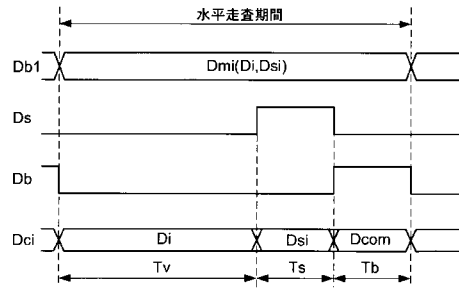 水平走査期間
Db1 Dmi(Di,Dsi)
Ds
Db
Dci Di Dsi Dcom
Tv Ts Tb